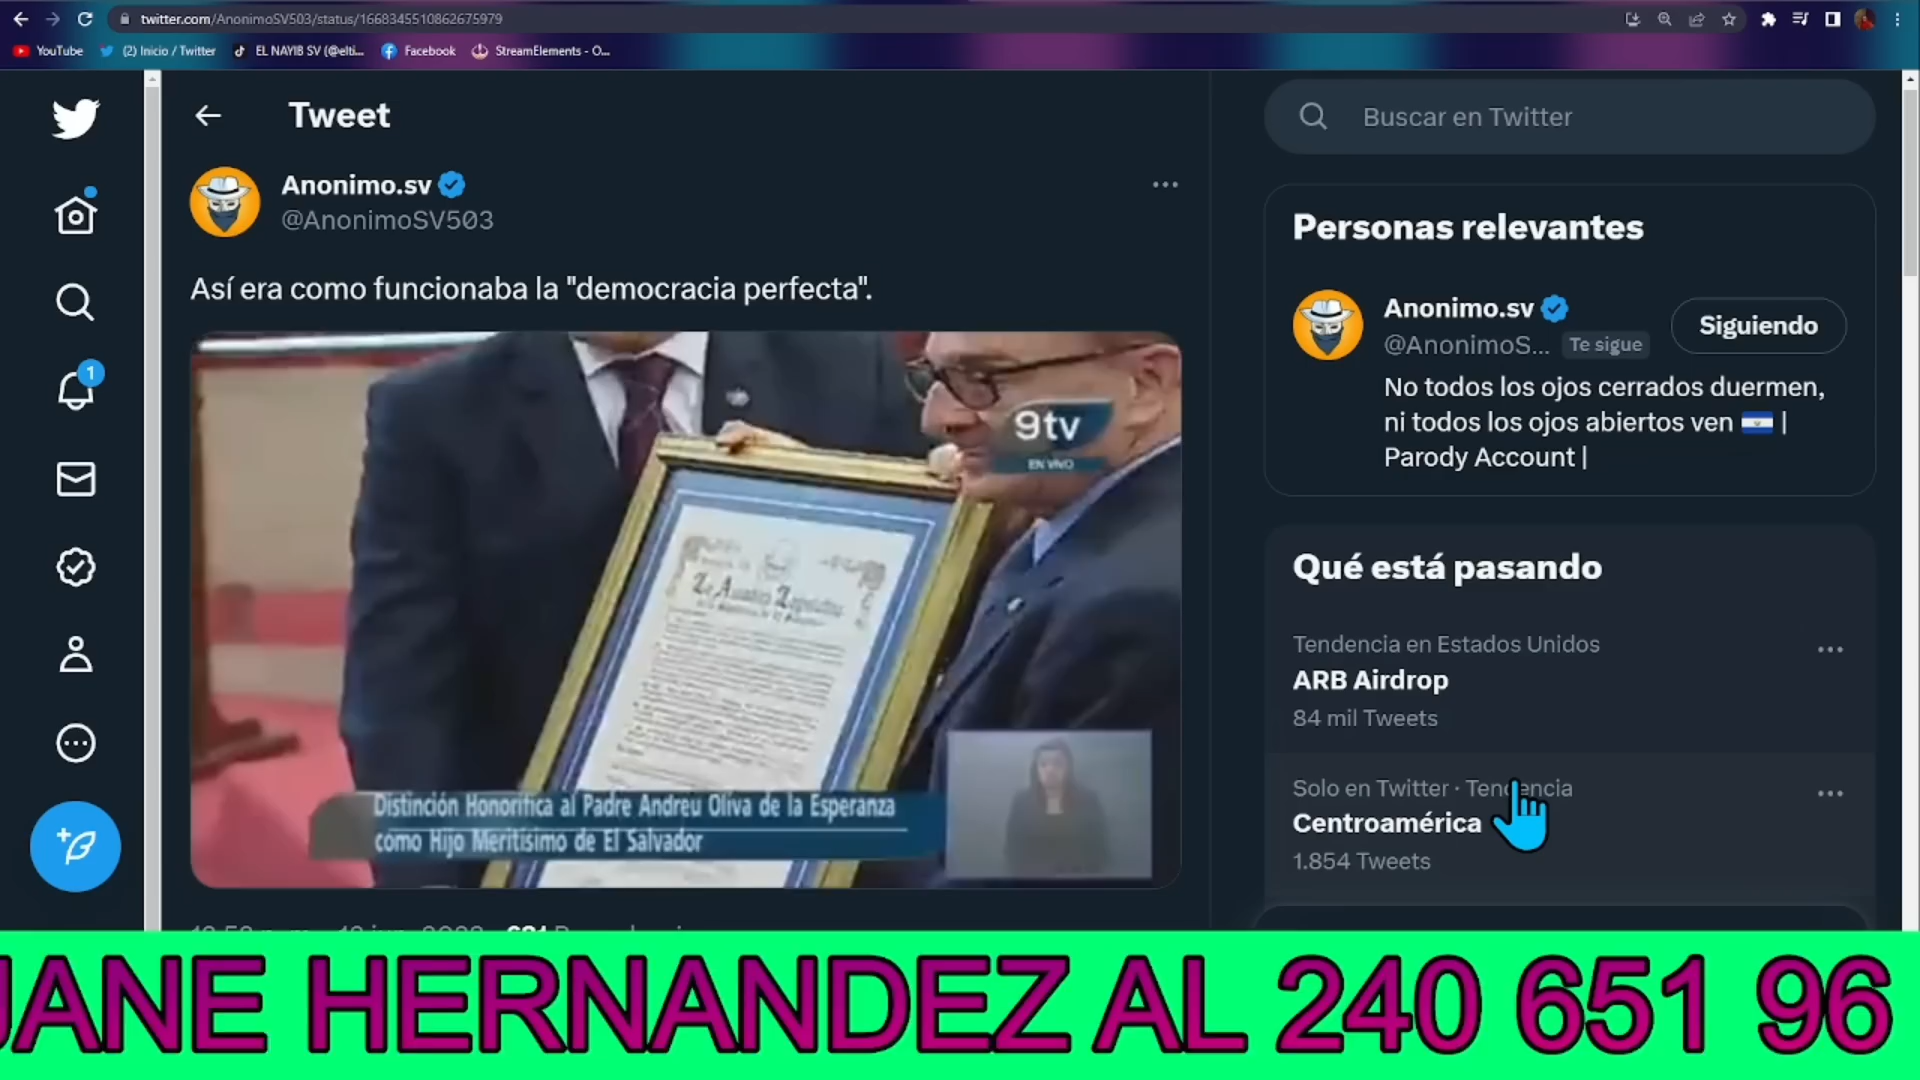 twitter.com/AnonimoSV503/status/1668345510862675979
YouTube
(2) Inicio / Twitter
EL NAYIB SV (@elti...
Facebook
StreamElements - O...
Tweet
Anonimo.sv
@AnonimoSV503
Así era como funcionaba la "democracia perfecta".
9tv
EN VIVO
Distinción Honorífica al Padre Andreu Oliva de la Esperanza
como Hijo Meritísimo de El Salvador
1
Buscar en Twitter
Personas relevantes
Anonimo.sv
@AnonimoS...
Te sigue
Siguiendo
No todos los ojos cerrados duermen,
ni todos los ojos abiertos ven |
Parody Account |
Qué está pasando
Tendencia en Estados Unidos
ARB Airdrop
84 mil Tweets
Solo en Twitter · Tendencia
Centroamérica
1.854 Tweets
JANE HERNANDEZ AL 240 651 96